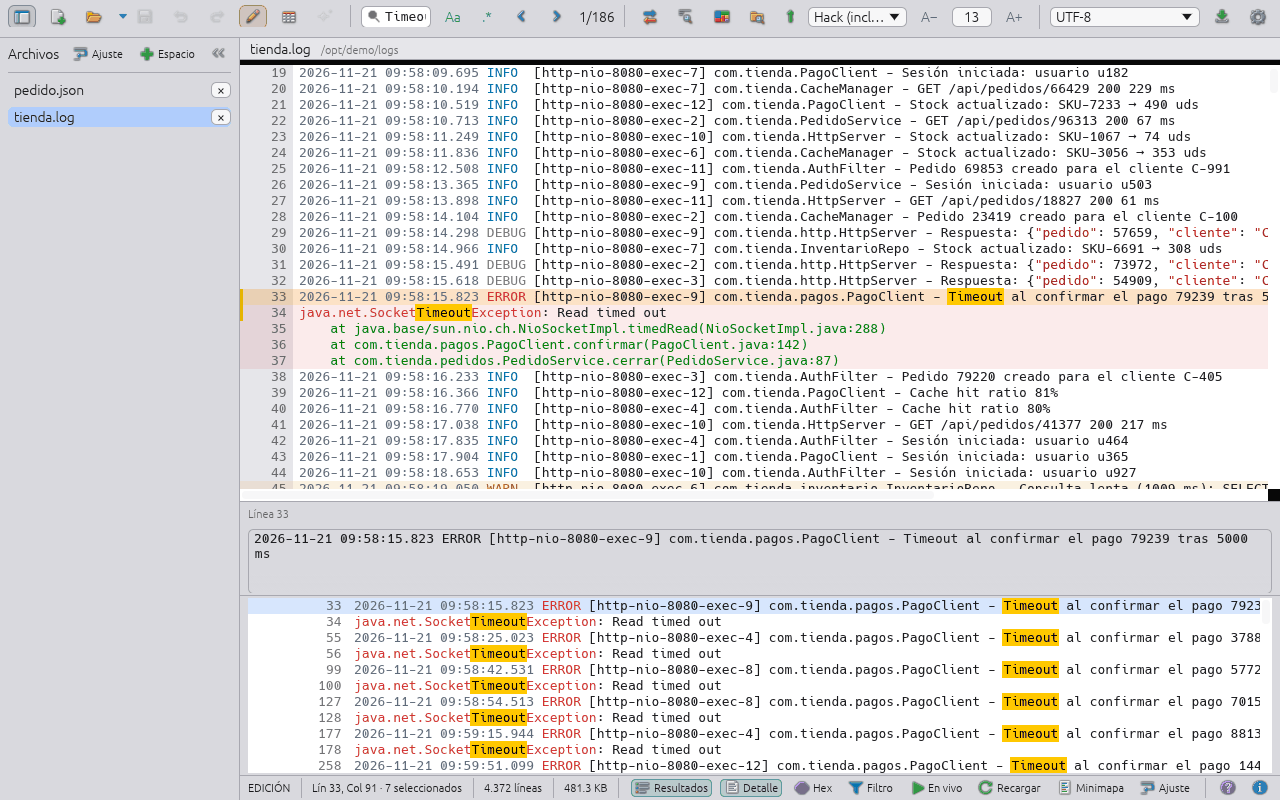 Timeo
Aa
.*
1/186
Hack (incl...
A-
13
A+
UTF-8
Archivos
Ajuste
Espacio
pedido.json
tienda.log
tienda.log /opt/demo/logs
19 2026-11-21 09:58:09.695 INFO [http-nio-8080-exec-7] com.tienda.PagoClient - Sesión iniciada: usuario u182
20 2026-11-21 09:58:10.194 INFO [http-nio-8080-exec-7] com.tienda.CacheManager - GET /api/pedidos/66429 200 229 ms
21 2026-11-21 09:58:10.519 INFO [http-nio-8080-exec-12] com.tienda.PagoClient - Stock actualizado: SKU-7233 → 490 uds
22 2026-11-21 09:58:10.713 INFO [http-nio-8080-exec-2] com.tienda.PedidoService - GET /api/pedidos/96313 200 67 ms
23 2026-11-21 09:58:11.249 INFO [http-nio-8080-exec-10] com.tienda.HttpServer - Stock actualizado: SKU-1067 → 74 uds
24 2026-11-21 09:58:11.836 INFO [http-nio-8080-exec-6] com.tienda.CacheManager - Stock actualizado: SKU-3056 → 353 uds
25 2026-11-21 09:58:12.508 INFO [http-nio-8080-exec-11] com.tienda.AuthFilter - Pedido 69853 creado para el cliente C-991
26 2026-11-21 09:58:13.365 INFO [http-nio-8080-exec-9] com.tienda.PedidoService - Sesión iniciada: usuario u503
27 2026-11-21 09:58:13.898 INFO [http-nio-8080-exec-11] com.tienda.HttpServer - GET /api/pedidos/18827 200 61 ms
28 2026-11-21 09:58:14.104 INFO [http-nio-8080-exec-2] com.tienda.CacheManager - Pedido 23419 creado para el cliente C-100
29 2026-11-21 09:58:14.298 DEBUG [http-nio-8080-exec-9] com.tienda.http.HttpServer - Respuesta: {"pedido": 57659, "cliente": "C
30 2026-11-21 09:58:14.966 INFO [http-nio-8080-exec-7] com.tienda.InventarioRepo - Stock actualizado: SKU-6691 → 308 uds
31 2026-11-21 09:58:15.491 DEBUG [http-nio-8080-exec-2] com.tienda.http.HttpServer - Respuesta: {"pedido": 73972, "cliente": "C
32 2026-11-21 09:58:15.618 DEBUG [http-nio-8080-exec-3] com.tienda.http.HttpServer - Respuesta: {"pedido": 54909, "cliente": "C
33 2026-11-21 09:58:15.823 ERROR [http-nio-8080-exec-9] com.tienda.pagos.PagoClient - Timeout al confirmar el pago 79239 tras 5
34 java.net.SocketTimeoutException: Read timed out
35 at java.base/sun.nio.ch.NioSocketImpl.timedRead(NioSocketImpl.java:288)
36 at com.tienda.pagos.PagoClient.confirmar(PagoClient.java:142)
37 at com.tienda.pedidos.PedidoService.cerrar(PedidoService.java:87)
38 2026-11-21 09:58:16.233 INFO [http-nio-8080-exec-3] com.tienda.AuthFilter - Pedido 79220 creado para el cliente C-405
39 2026-11-21 09:58:16.366 INFO [http-nio-8080-exec-12] com.tienda.PagoClient - Cache hit ratio 81%
40 2026-11-21 09:58:16.770 INFO [http-nio-8080-exec-4] com.tienda.AuthFilter - Cache hit ratio 80%
41 2026-11-21 09:58:17.038 INFO [http-nio-8080-exec-10] com.tienda.HttpServer - GET /api/pedidos/41377 200 217 ms
42 2026-11-21 09:58:17.835 INFO [http-nio-8080-exec-4] com.tienda.AuthFilter - Sesión iniciada: usuario u464
43 2026-11-21 09:58:17.904 INFO [http-nio-8080-exec-1] com.tienda.PagoClient - Sesión iniciada: usuario u365
44 2026-11-21 09:58:18.653 INFO [http-nio-8080-exec-10] com.tienda.AuthFilter - Sesión iniciada: usuario u927
45 2026-11-21 09:58:19.050 WARN [http-nio-8080-exec-6] com.tienda.inventario.InventarioRepo - Consulta lenta (1009 ms): SELECT
Línea 33
2026-11-21 09:58:15.823 ERROR [http-nio-8080-exec-9] com.tienda.pagos.PagoClient - Timeout al confirmar el pago 79239 tras 5000
ms
33 2026-11-21 09:58:15.823 ERROR [http-nio-8080-exec-9] com.tienda.pagos.PagoClient - Timeout al confirmar el pago 7923
34 java.net.SocketTimeoutException: Read timed out
55 2026-11-21 09:58:25.023 ERROR [http-nio-8080-exec-4] com.tienda.pagos.PagoClient - Timeout al confirmar el pago 3788
56 java.net.SocketTimeoutException: Read timed out
99 2026-11-21 09:58:42.531 ERROR [http-nio-8080-exec-8] com.tienda.pagos.PagoClient - Timeout al confirmar el pago 5772
100 java.net.SocketTimeoutException: Read timed out
127 2026-11-21 09:58:54.513 ERROR [http-nio-8080-exec-8] com.tienda.pagos.PagoClient - Timeout al confirmar el pago 7015
128 java.net.SocketTimeoutException: Read timed out
177 2026-11-21 09:59:15.944 ERROR [http-nio-8080-exec-4] com.tienda.pagos.PagoClient - Timeout al confirmar el pago 8813
178 java.net.SocketTimeoutException: Read timed out
258 2026-11-21 09:59:51.099 ERROR [http-nio-8080-exec-12] com.tienda.pagos.PagoClient - Timeout al confirmar el pago 144
EDICIÓN
Lín 33, Col 91 · 7 seleccionados
4.372 líneas
481.3 KB
Resultados
Detalle
Hex
Filtro
En vivo
Recargar
Minimapa
Ajuste